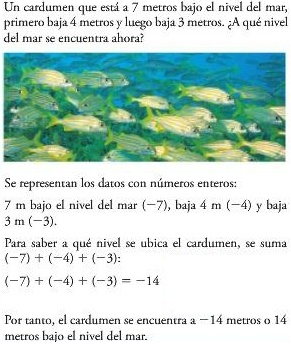 Un cardumen que está a 7 metros bajo el nivel del mar,
primero baja 4 metros y luego baja 3 metros. ¿A qué nivel
del mar se encuentra ahora?
Se representan los datos con números enteros:
7 m bajo el nivel del mar (−7), baja 4 m (−4) y baja
3 m (−3).
Para saber a qué nivel se ubica el cardumen, se suma
(−7) + (−4) + (−3):
(−7) + (−4) + (−3) = −14
Por tanto, el cardumen se encuentra a −14 metros o 14
metros bajo el nivel del mar.